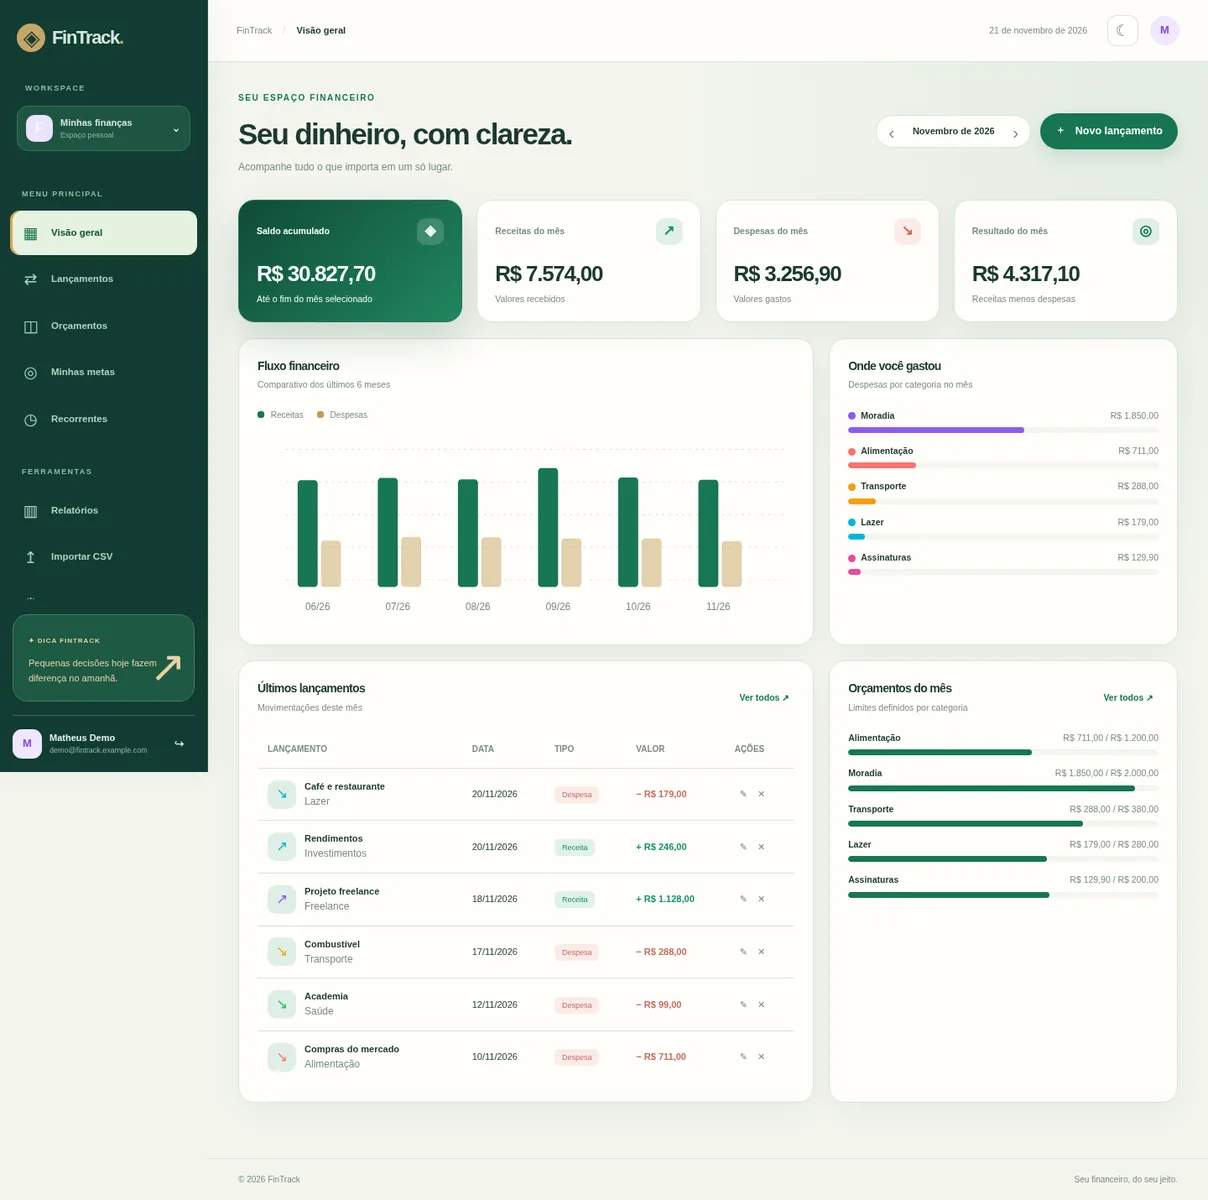 FinTrack.
WORKSPACE
F
Minhas finanças
Espaço pessoal
MENU PRINCIPAL
Visão geral
Lançamentos
Orçamentos
Minhas metas
Recorrentes
FERRAMENTAS
Relatórios
Importar CSV
✦ DICA FINTRACK
Pequenas decisões hoje fazem
diferença no amanhã.
M
Matheus Demo
demo@fintrack.example.com
FinTrack / Visão geral
21 de novembro de 2026
M
SEU ESPAÇO FINANCEIRO
Seu dinheiro, com clareza.
Acompanhe tudo o que importa em um só lugar.
‹ Novembro de 2026 ›
+ Novo lançamento
Saldo acumulado
R$ 30.827,70
Até o fim do mês selecionado
Receitas do mês
R$ 7.574,00
Valores recebidos
Despesas do mês
R$ 3.256,90
Valores gastos
Resultado do mês
R$ 4.317,10
Receitas menos despesas
Fluxo financeiro
Comparativo dos últimos 6 meses
Receitas Despesas
06/26 07/26 08/26 09/26 10/26 11/26
Onde você gastou
Despesas por categoria no mês
Moradia R$ 1.850,00
Alimentação R$ 711,00
Transporte R$ 288,00
Lazer R$ 179,00
Assinaturas R$ 129,90
Últimos lançamentos
Movimentações deste mês
Ver todos ↗
LANÇAMENTO DATA TIPO VALOR AÇÕES
Café e restaurante
Lazer
20/11/2026 Despesa − R$ 179,00 ✎ ✕
Rendimentos
Investimentos
20/11/2026 Receita + R$ 246,00 ✎ ✕
Projeto freelance
Freelance
18/11/2026 Receita + R$ 1.128,00 ✎ ✕
Combustível
Transporte
17/11/2026 Despesa − R$ 288,00 ✎ ✕
Academia
Saúde
12/11/2026 Despesa − R$ 99,00 ✎ ✕
Compras do mercado
Alimentação
10/11/2026 Despesa − R$ 711,00 ✎ ✕
Orçamentos do mês
Limites definidos por categoria
Ver todos ↗
Alimentação R$ 711,00 / R$ 1.200,00
Moradia R$ 1.850,00 / R$ 2.000,00
Transporte R$ 288,00 / R$ 380,00
Lazer R$ 179,00 / R$ 280,00
Assinaturas R$ 129,90 / R$ 200,00
© 2026 FinTrack
Seu financeiro, do seu jeito.